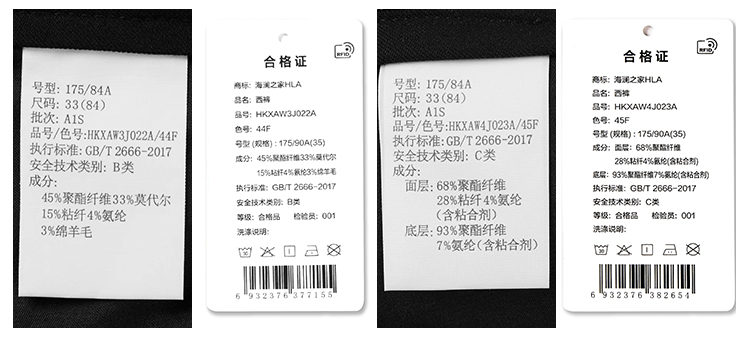 号型: 175/84A
尺码: 33(84)
批次: A1S
品号/色号:HKXAW3J022A/44F
执行标准:GB/T 2666-2017
安全技术类别: B类
成分:
45%聚酯纤维33%莫代尔
15%粘纤4%氨纶
3%绵羊毛
RFID
合格证
商标: 海澜之家HLA
品名: 西裤
品号: HKXAW3J022A
色号: 44F
号型 (规格) : 175/90A(35)
成分: 45%聚酯纤维33%莫代尔
15%粘纤4%氨纶3%绵羊毛
执行标准: GB/T 2666-2017
安全技术类别: B类
等级: 合格品 检验员: 001
洗涤说明:
6 932376 377155
号型: 175/84A
尺码: 33(84)
批次: A1S
品号/色号:HKXAW4J023A/45F
执行标准:GB/T 2666-2017
安全技术类别: C类
成分:
面层:68%聚酯纤维
28%粘纤4%氨纶
(含粘合剂)
底层:93%聚酯纤维
7%氨纶(含粘合剂)
RFID
合格证
商标: 海澜之家HLA
品名: 西裤
品号: HKXAW4J023A
色号: 45F
号型 (规格) : 175/90A(35)
成分: 面层: 68%聚酯纤维
28%粘纤4%氨纶(含粘合剂)
底层: 93%聚酯纤维7%氨纶(含粘合剂)
执行标准: GB/T 2666-2017
安全技术类别: C类
等级: 合格品 检验员: 001
洗涤说明:
6 932376 382654